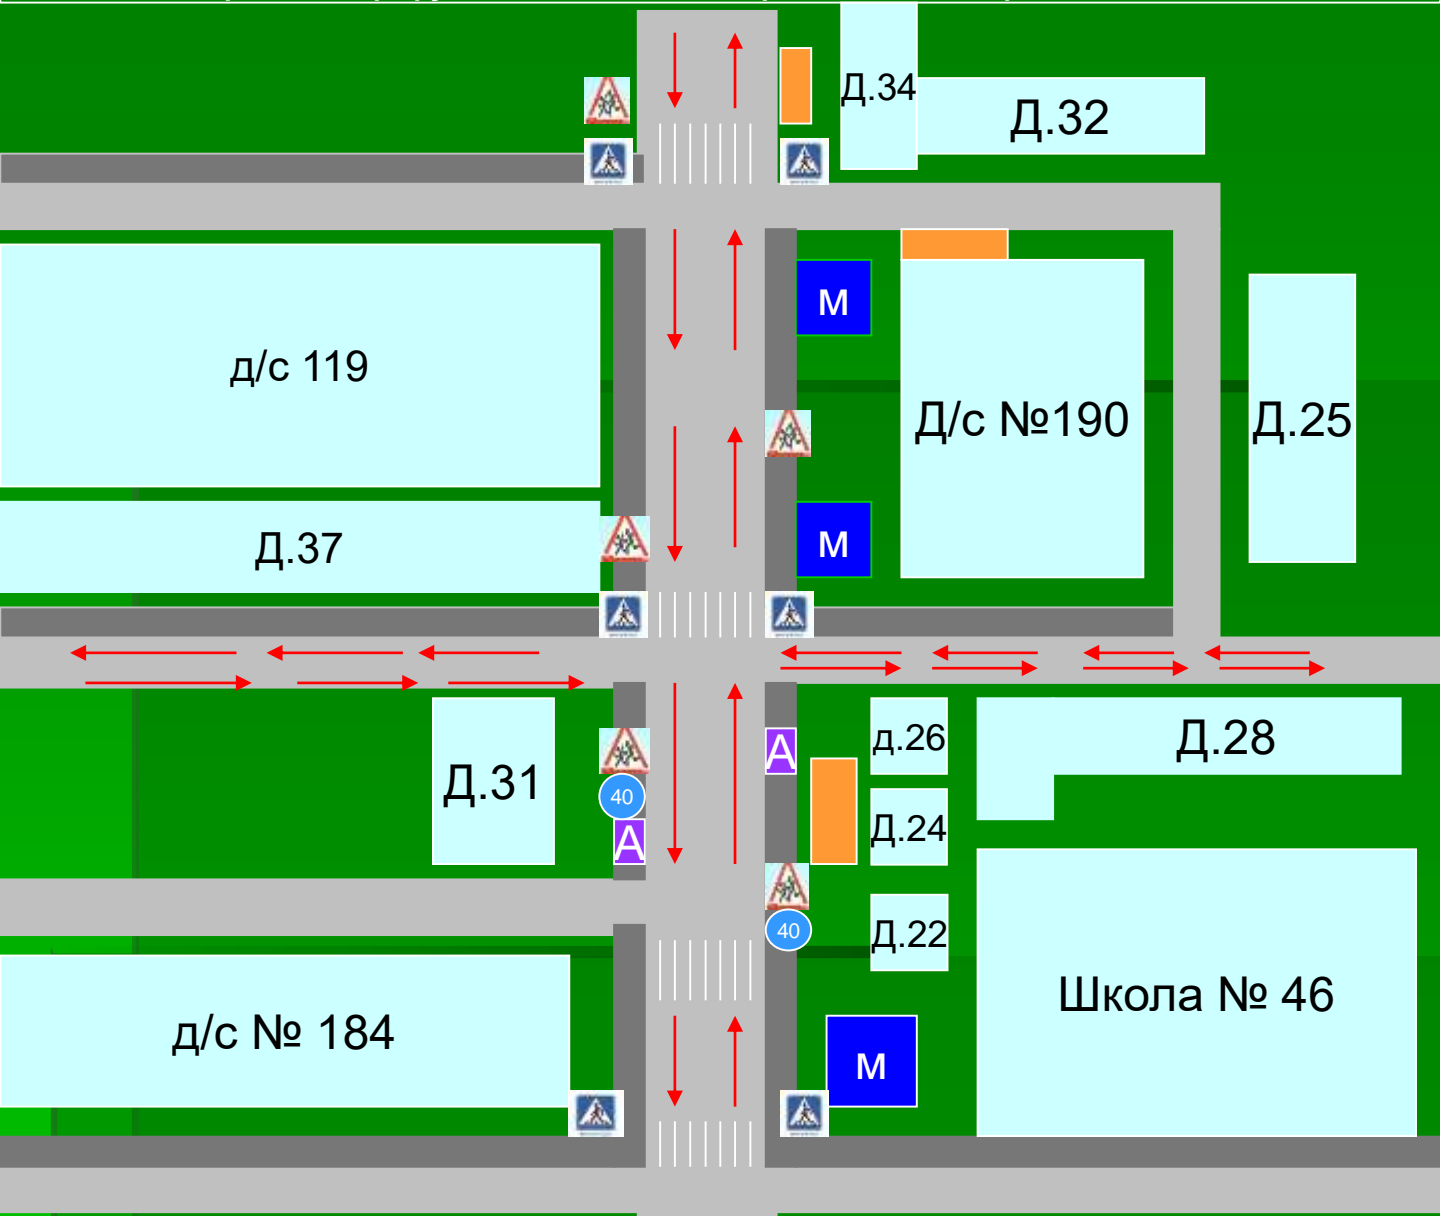 Д.34
Д.32
м
д/с 119
Д/с №190
Д.25
Д.37
м
д.26
Д.28
А
Д.31
40
А
Д.24
40
Д.22
Школа № 46
д/с № 184
м